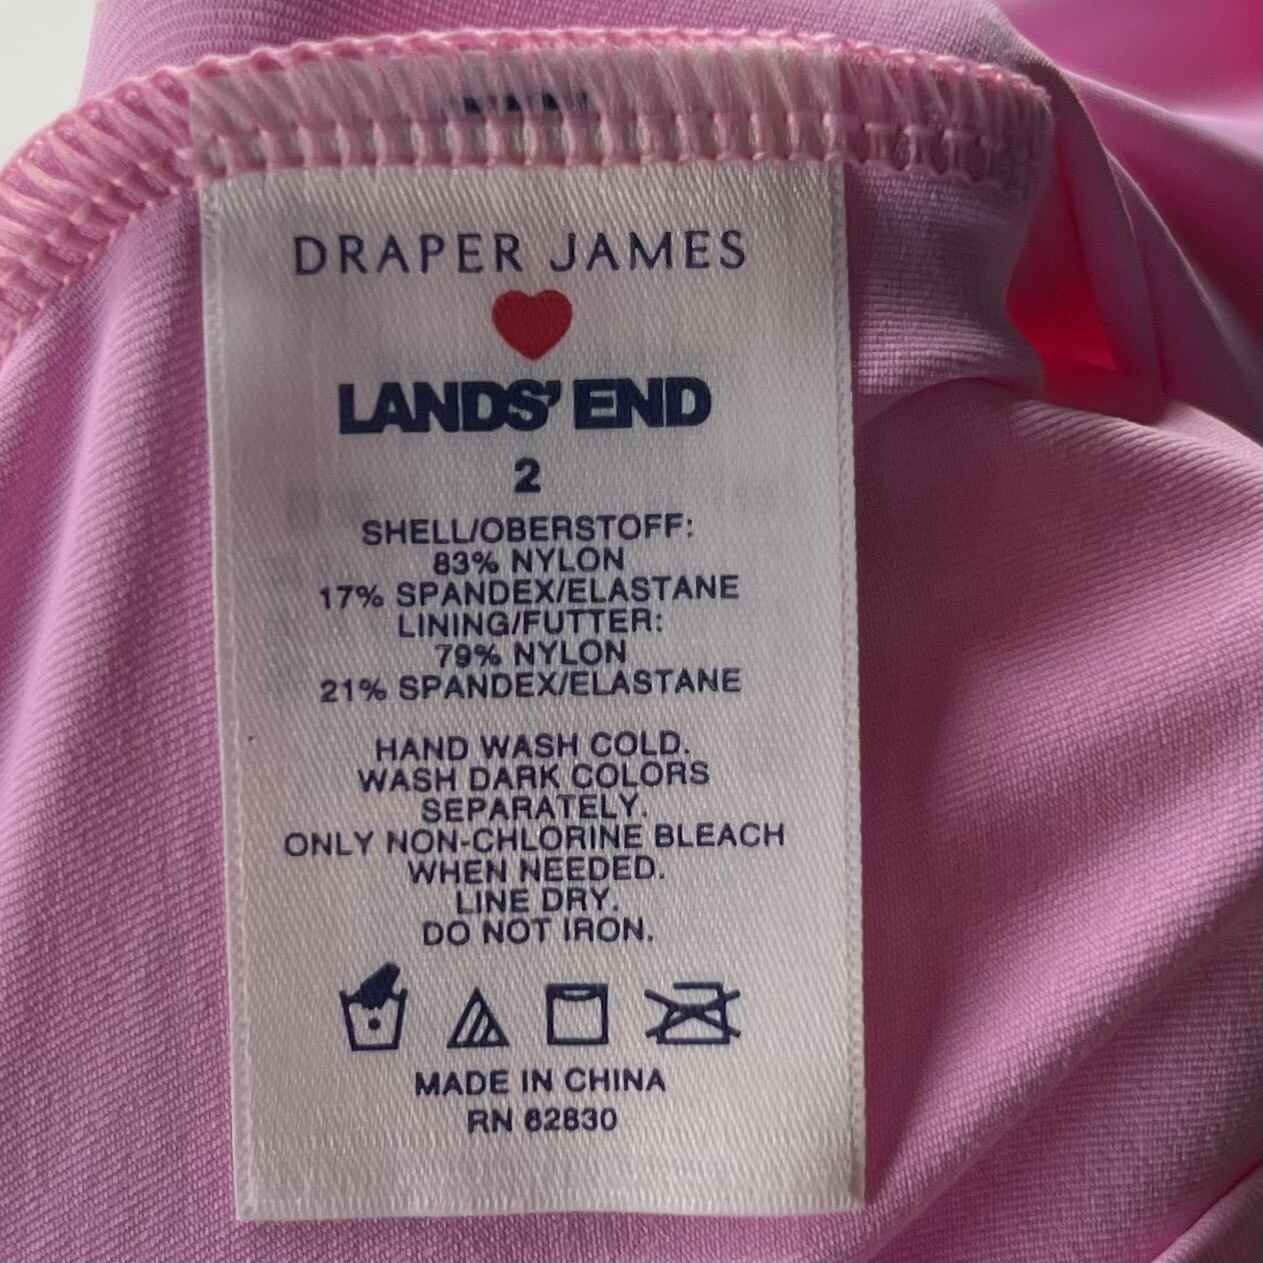 DRAPER JAMES
LANDS' END
2
SHELL/OBERSTOFF:
83% NYLON
17% SPANDEX/ELASTANE
LINING/FUTTER:
79% NYLON
21% SPANDEX/ELASTANE
HAND WASH COLD.
WASH DARK COLORS
SEPARATELY.
ONLY NON-CHLORINE BLEACH
WHEN NEEDED.
LINE DRY.
DO NOT IRON.
MADE IN CHINA
RN 62830